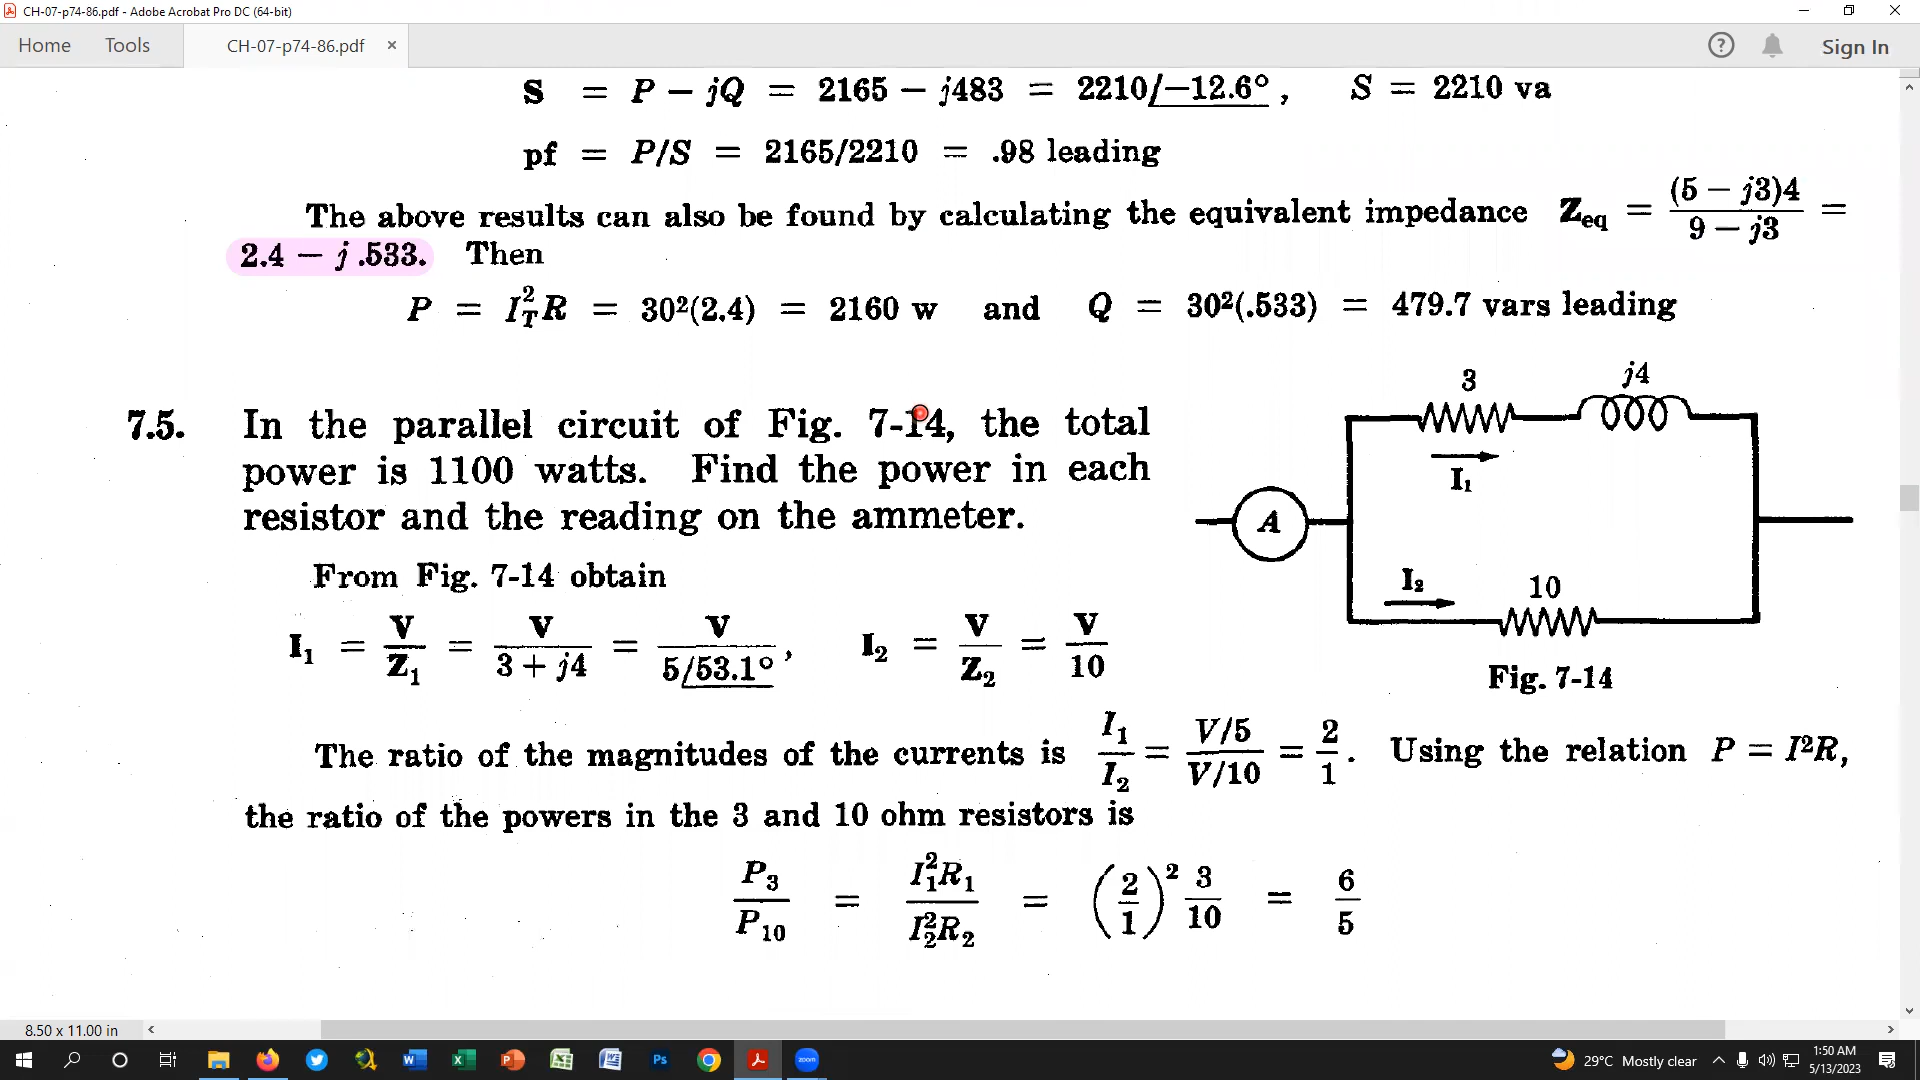 CH-07-p74-86.pdf - Adobe Acrobat Pro DC (64-bit)
Home Tools CH-07-p74-86.pdf × ? Sign In
S = P − jQ = 2165 − j483 = 2210/−12.6°, S = 2210 va
pf = P/S = 2165/2210 = .98 leading
The above results can also be found by calculating the equivalent impedance Zeq = (5 − j3)4 / 9 − j3 =
2.4 − j .533. Then
P = I_T²R = 30²(2.4) = 2160 w and Q = 30²(.533) = 479.7 vars leading
3 j4
7.5. In the parallel circuit of Fig. 7-14, the total
power is 1100 watts. Find the power in each
resistor and the reading on the ammeter.
I₁
A
I₂ 10
Fig. 7-14
From Fig. 7-14 obtain
I₁ = V/Z₁ = V/3 + j4 = V/5/53.1°, I₂ = V/Z₂ = V/10
The ratio of the magnitudes of the currents is I₁/I₂ = V/5 / V/10 = 2/1. Using the relation P = I²R,
the ratio of the powers in the 3 and 10 ohm resistors is
P₃/P₁₀ = I₁²R₁/I₂²R₂ = (2/1)² 3/10 = 6/5
8.50 x 11.00 in
zoom
29°C Mostly clear
1:50 AM
5/13/2023